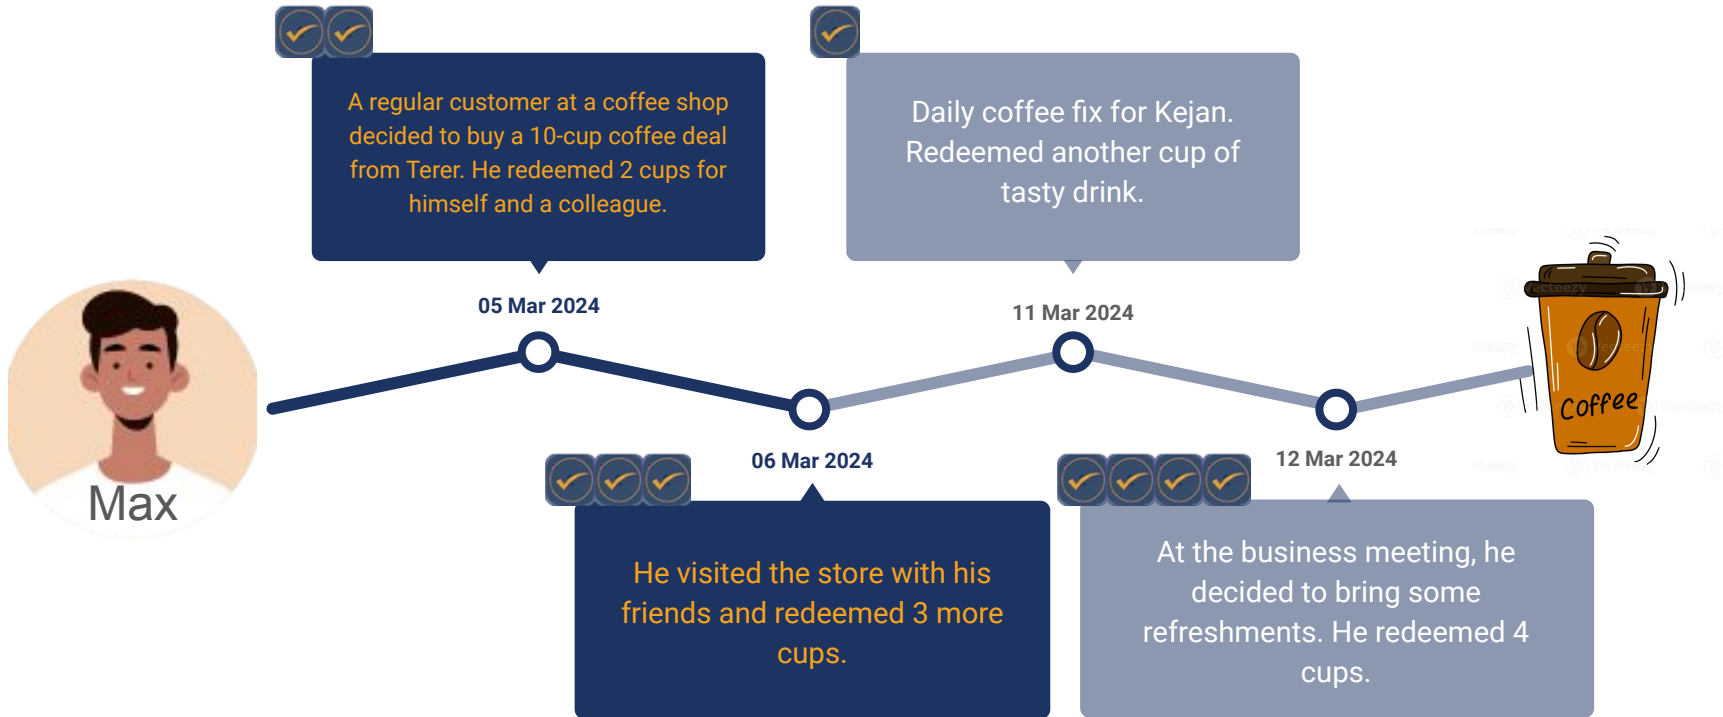 A regular customer at a coffee shop
decided to buy a 10-cup coffee deal
from Terer. He redeemed 2 cups for
himself and a colleague.
Daily coffee fix for Kejan.
Redeemed another cup of
tasty drink.
05 Mar 2024
11 Mar 2024
Max
Coffee
06 Mar 2024
12 Mar 2024
He visited the store with his
friends and redeemed 3 more
cups.
At the business meeting, he
decided to bring some
refreshments. He redeemed 4
cups.
vecteezy